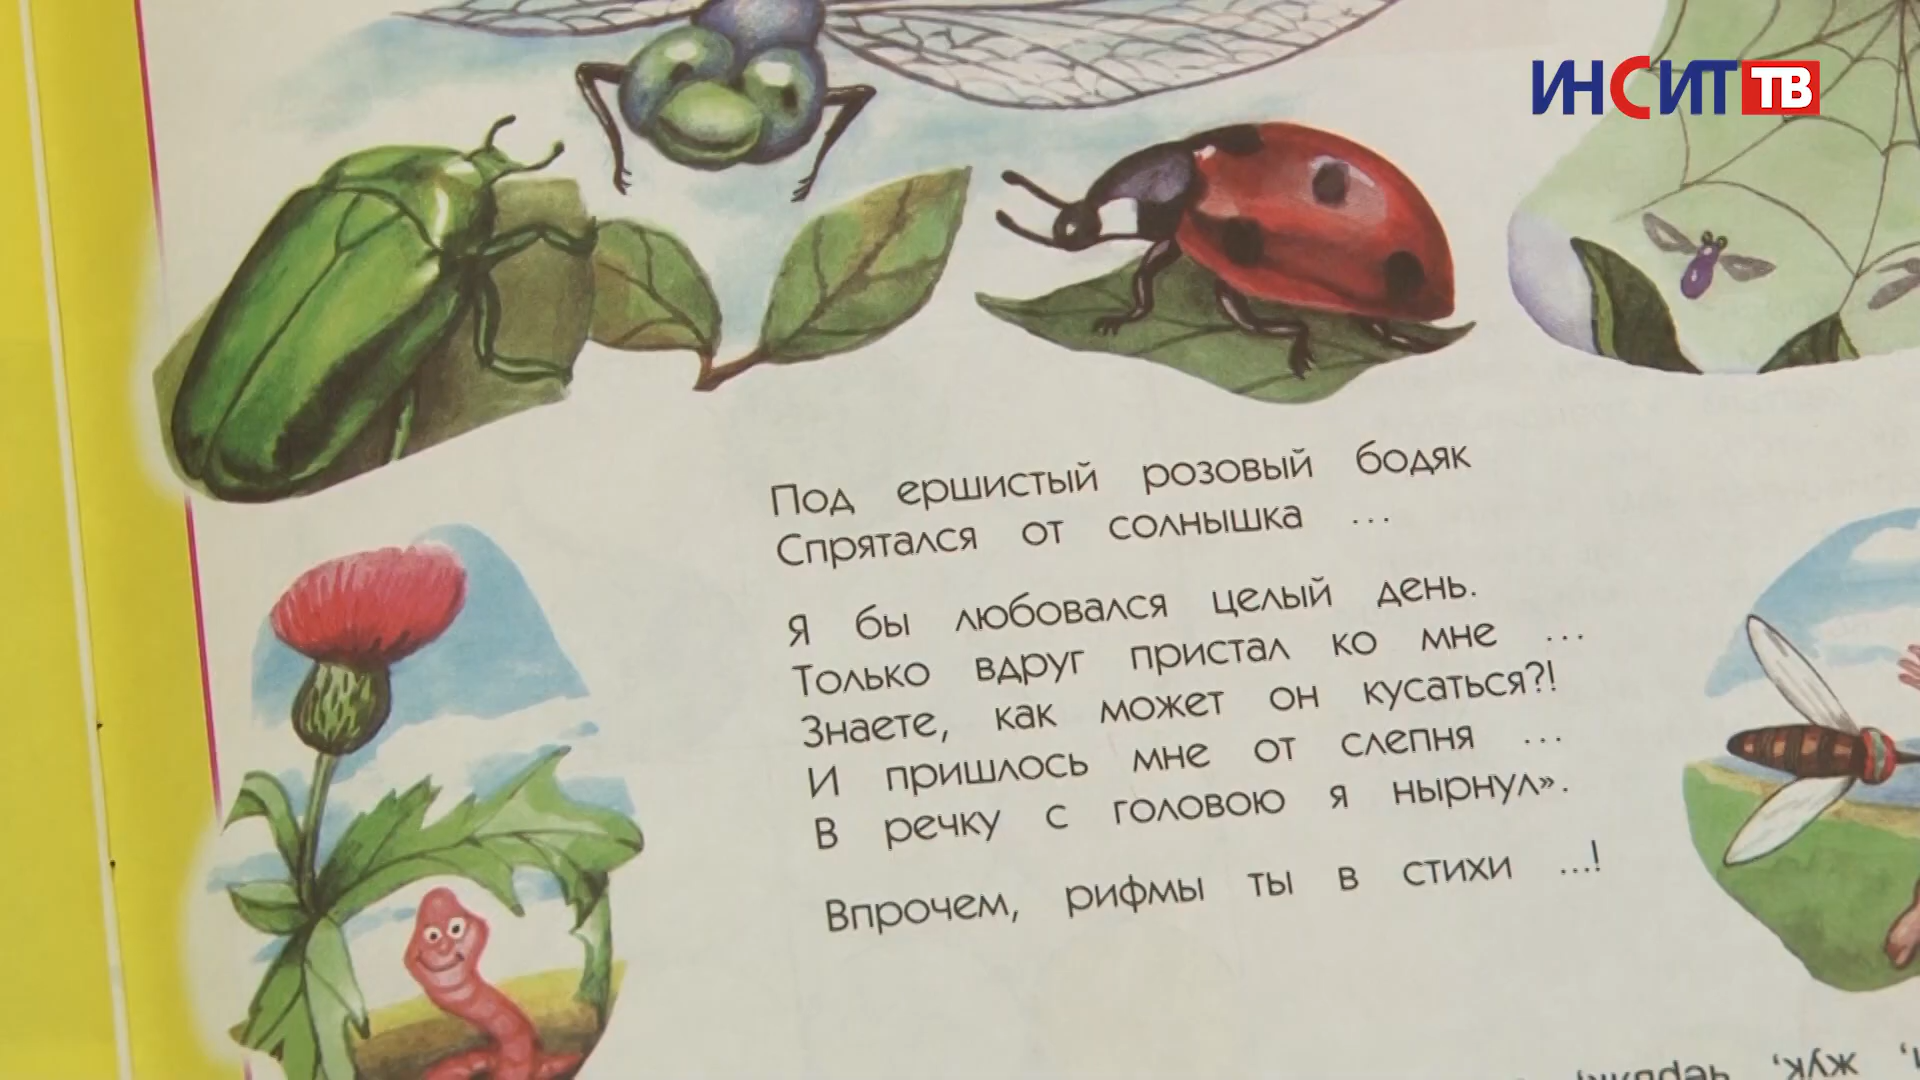 ИНСИТ ТВ
Под ершистый розовый бодяк
Спрятался от солнышка ...
Я бы любовался целый день.
Только вдруг пристал ко мне ...
Знаете, как может он кусаться?!
И пришлось мне от слепня ...
В речку с головою я нырнул».
Впрочем, рифмы ты в стихи ...!
жук,